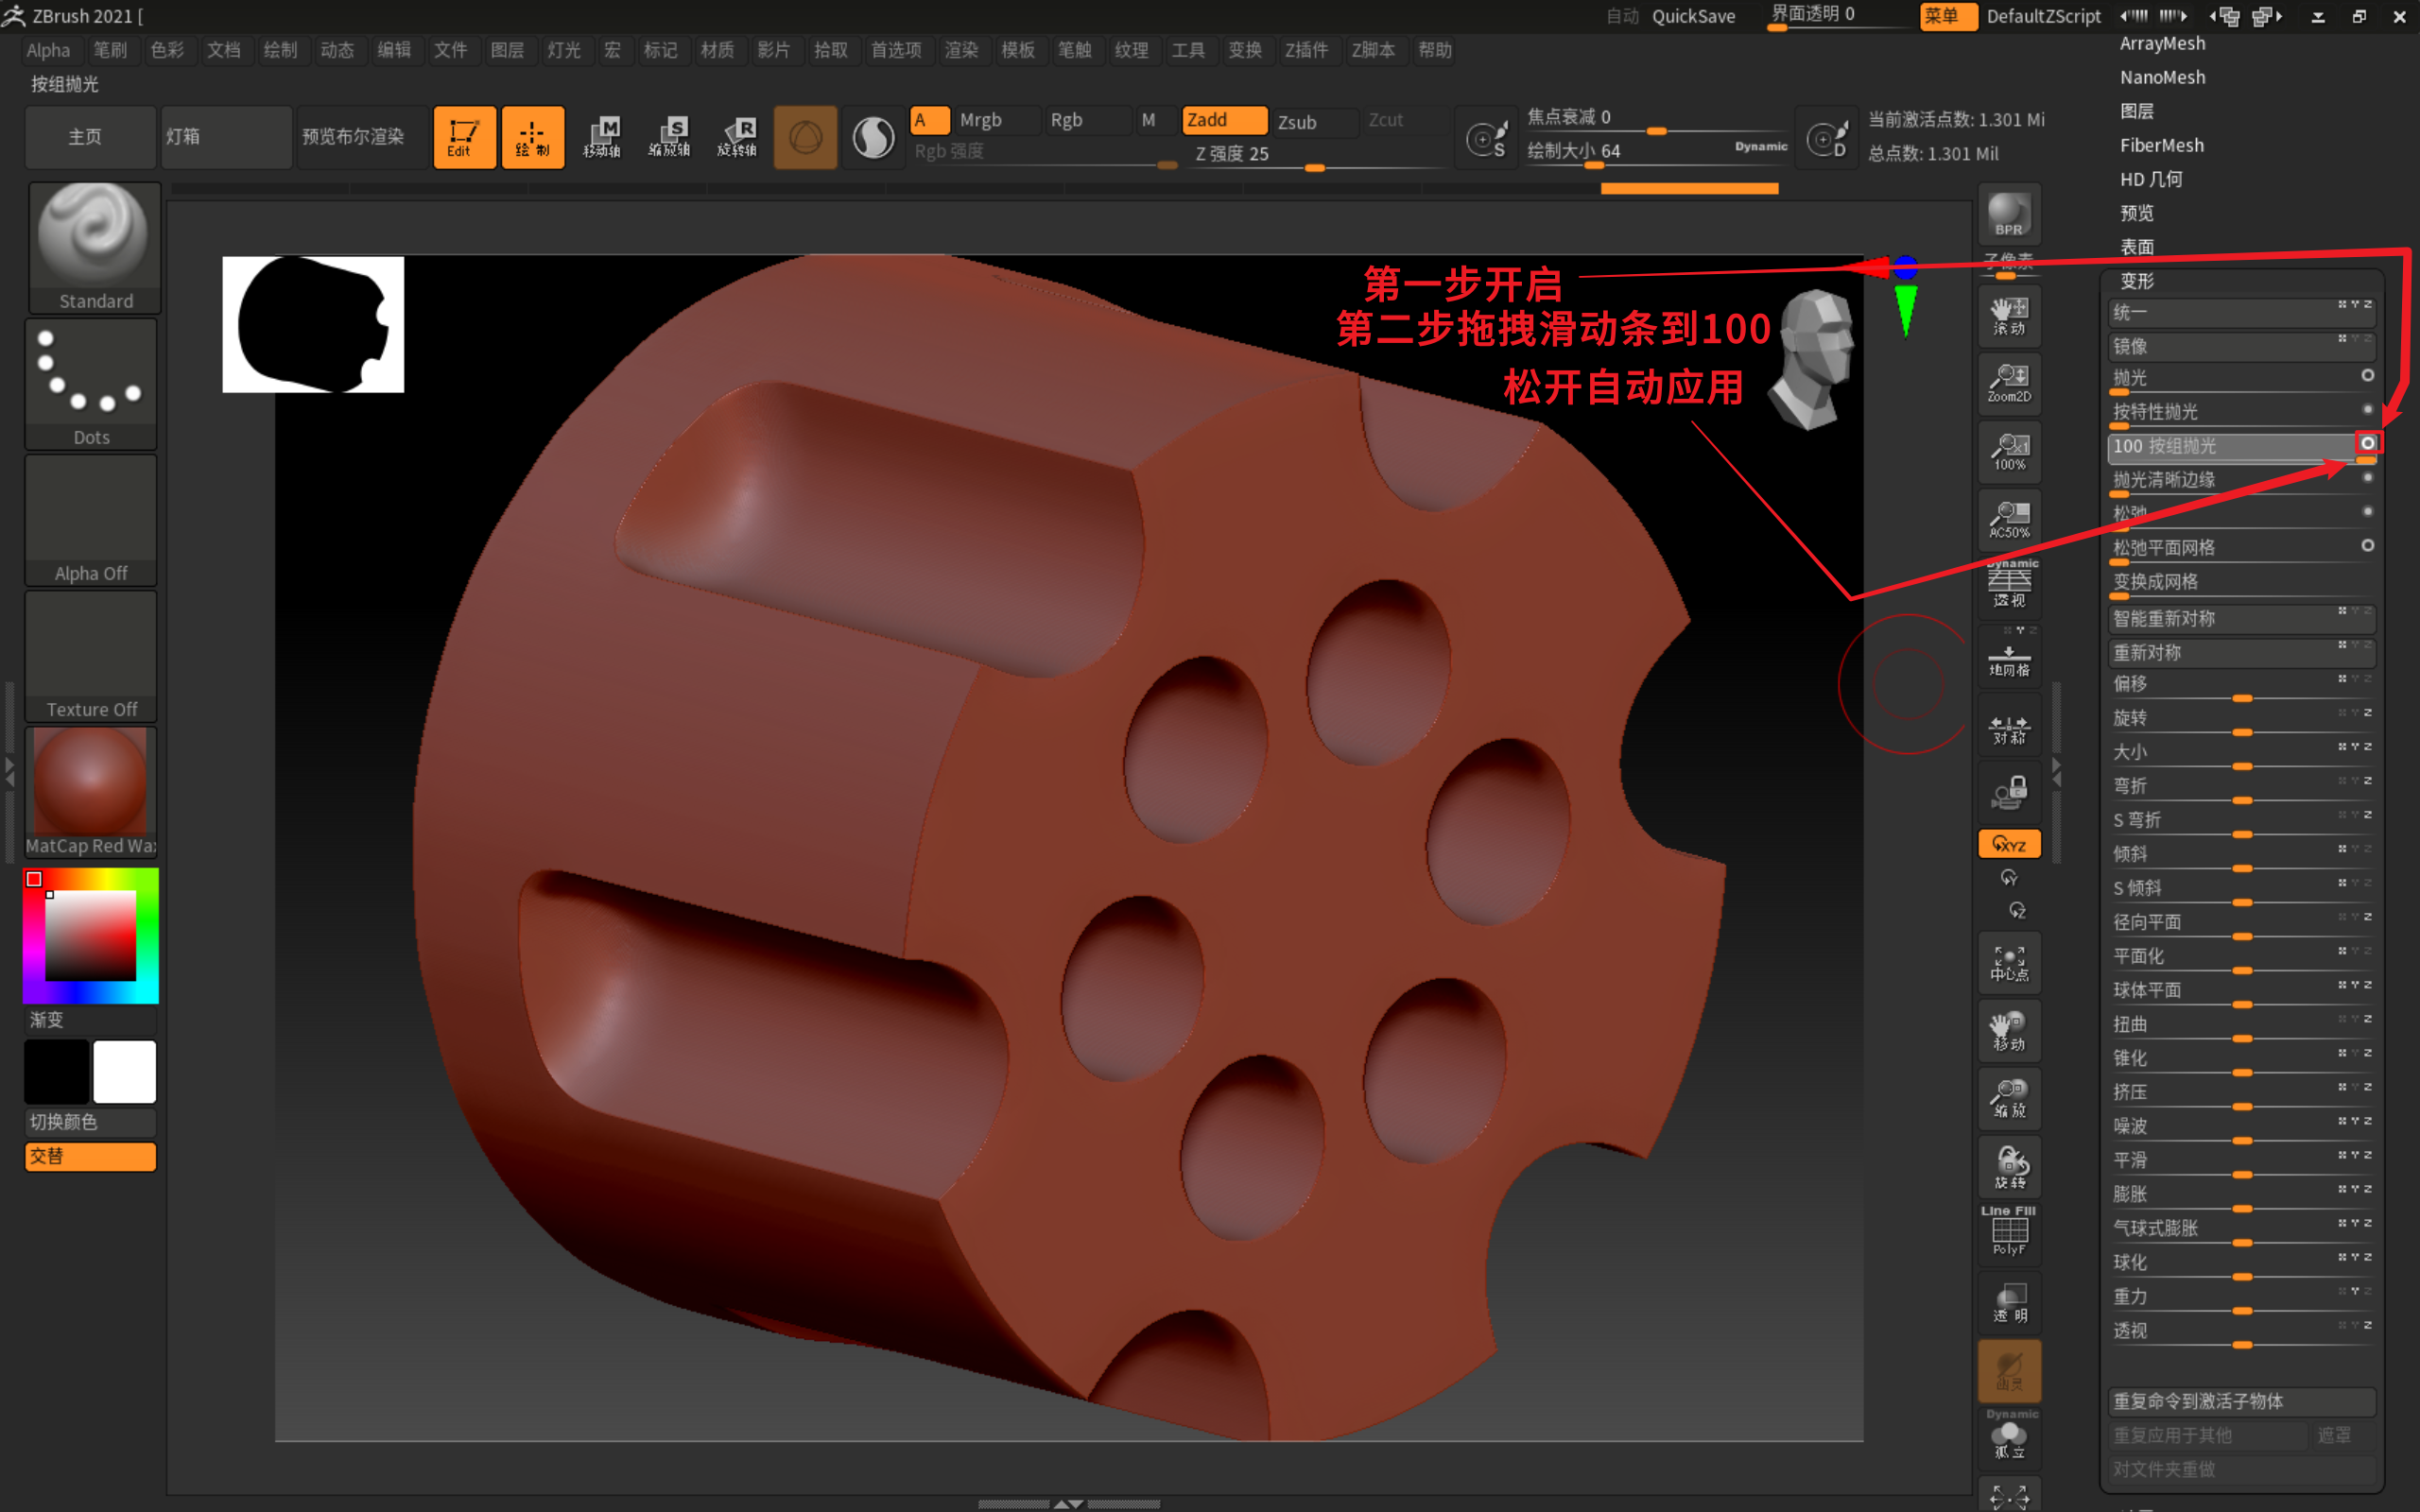 ZBrush 2021 [
自动 QuickSave 界面透明 0 菜单 DefaultZScript
Alpha 笔刷 色彩 文档 绘制 动态 编辑 文件 图层 灯光 宏 标记 材质 影片 拾取 首选项 渲染 模板 笔触 纹理 工具 变换 Z插件 Z脚本 帮助
按组抛光
主页 灯箱 预览布尔渲染 Edit 绘制 移动轴 缩放轴 旋转轴
A Mrgb Rgb M Zadd Zsub Zcut
Rgb 强度 Z 强度 25
焦点衰减 0
绘制大小 64 Dynamic
S
D
当前激活点数: 1.301 Mi
总点数: 1.301 Mil
Standard
Dots
Alpha Off
Texture Off
MatCap Red Wa
渐变
切换颜色
交替
第一步开启
第二步拖拽滑动条到100
松开自动应用
BPR
子像素
滚动
Zoom2D
100%
AC50%
Dynamic
透视
地网格
对称
XYZ
Y
Z
中心点
移动
缩放
旋转
Line Fill
PolyF
透明
幽灵
Dynamic
孤立
ArrayMesh
NanoMesh
图层
FiberMesh
HD 几何
预览
表面
变形
统一
镜像
抛光
按特性抛光
100 按组抛光
抛光清晰边缘
松弛
松弛平面网格
变换成网格
智能重新对称
重新对称
偏移
旋转
大小
弯折
S 弯折
倾斜
S 倾斜
径向平面
平面化
球体平面
扭曲
锥化
挤压
噪波
平滑
膨胀
气球式膨胀
球化
重力
透视
重复命令到激活子物体
重复应用于其他 遮罩
对文件夹重做